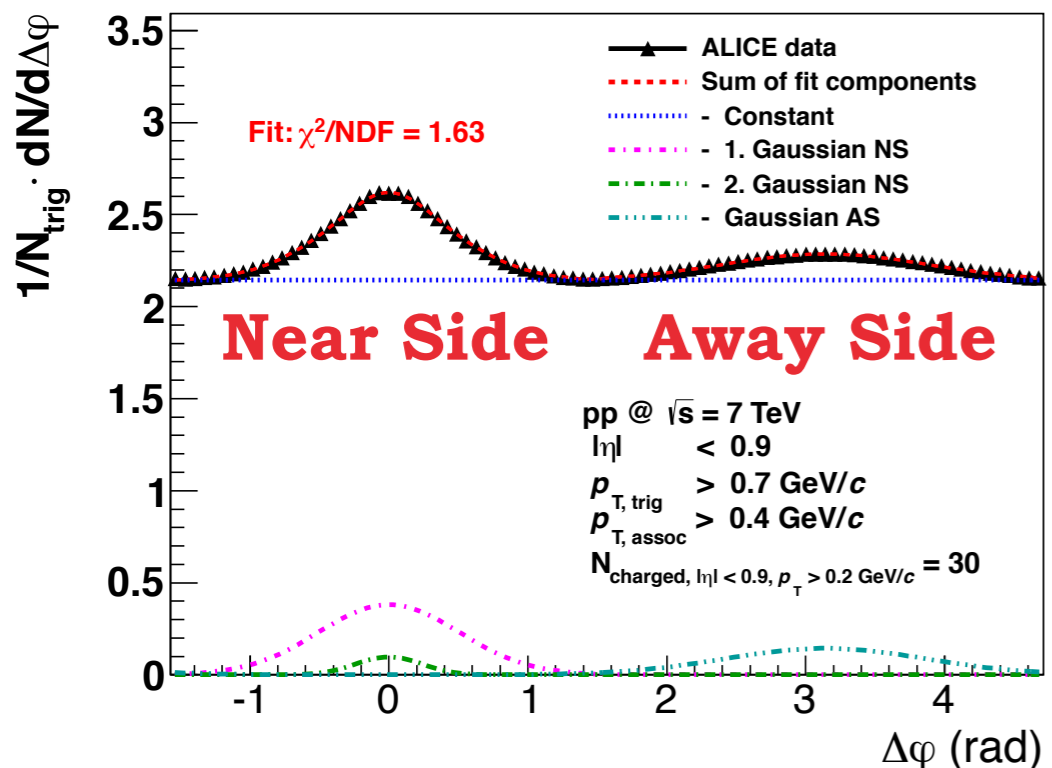 1/N_trig · dN/dΔφ
3.5
3
2.5
2
1.5
1
0.5
0
ALICE data
Sum of fit components
- Constant
- 1. Gaussian NS
- 2. Gaussian NS
- Gaussian AS
Fit: χ²/NDF = 1.63
Near Side Away Side
pp @ √s = 7 TeV
|η| < 0.9
p_T, trig > 0.7 GeV/c
p_T, assoc > 0.4 GeV/c
N_charged, |η| < 0.9, p_T > 0.2 GeV/c = 30
-1 0 1 2 3 4
Δφ (rad)